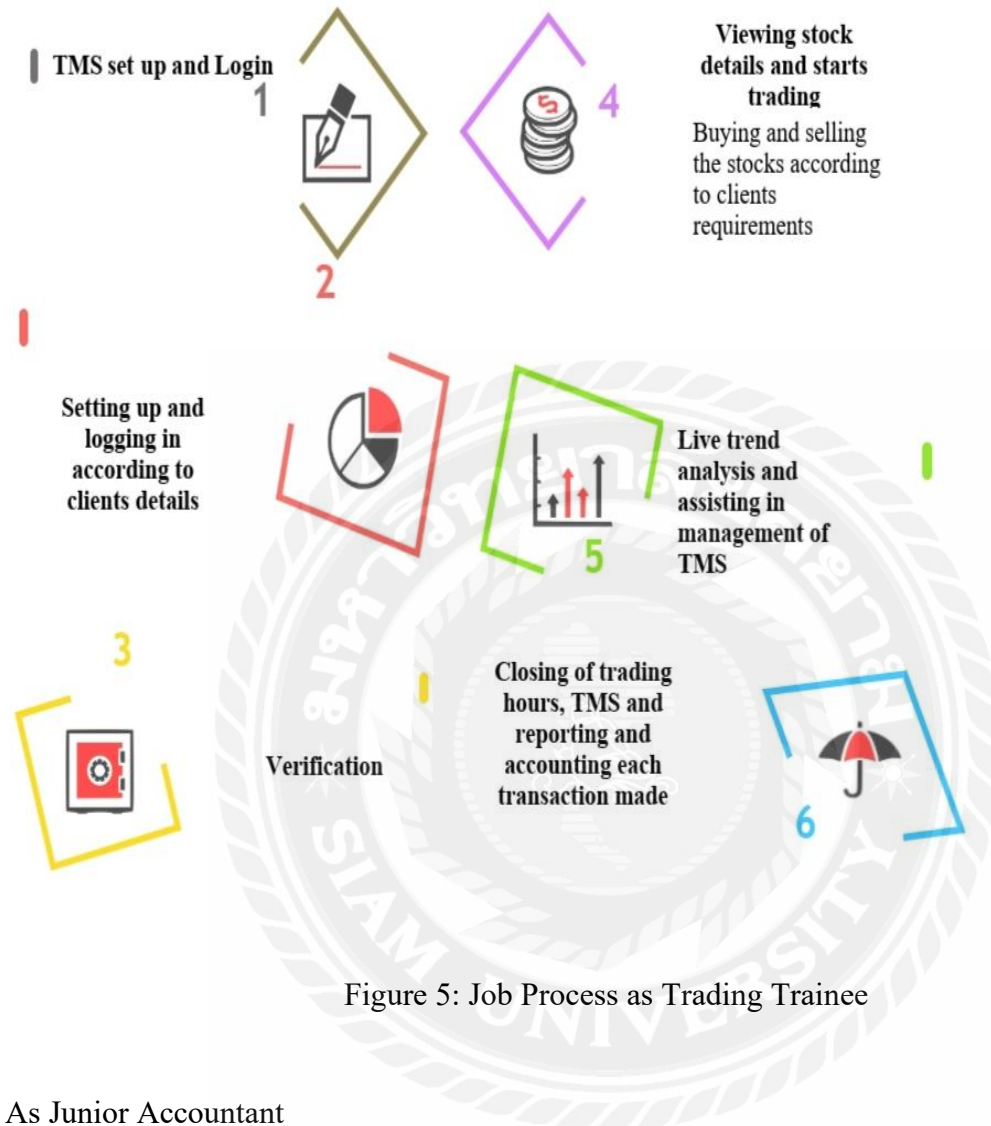 TMS set up and Login
1
2
Setting up and
logging in
according to
clients details
3
Verification
4
Viewing stock
details and starts
trading
Buying and selling
the stocks according
to clients
requirements
5
Live trend
analysis and
assisting in
management of
TMS
Closing of trading
hours, TMS and
reporting and
accounting each
transaction made
6
SIAM UNIVERSITY
Figure 5: Job Process as Trading Trainee
As Junior Accountant